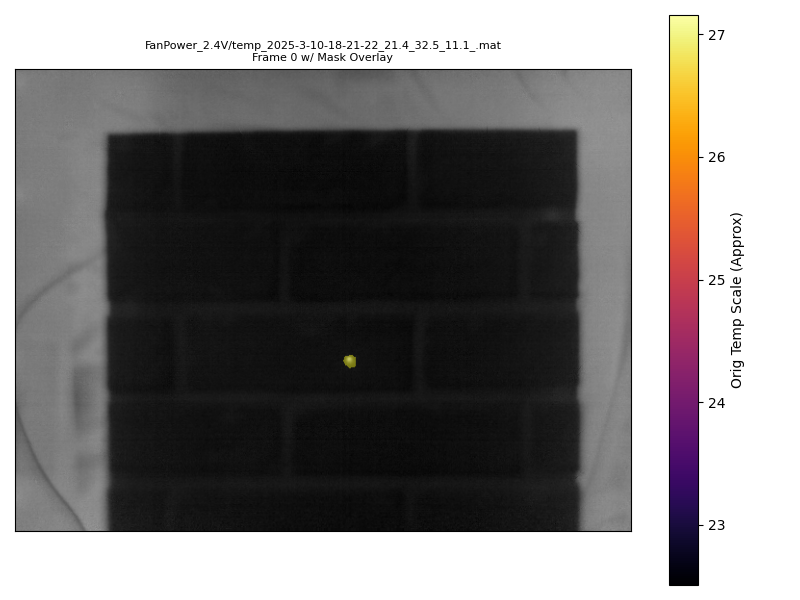 FanPower_2.4V/temp_2025-3-10-18-21-22_21.4_32.5_11.1_.mat
Frame 0 w/ Mask Overlay
27
26
25
24
23
Orig Temp Scale (Approx)